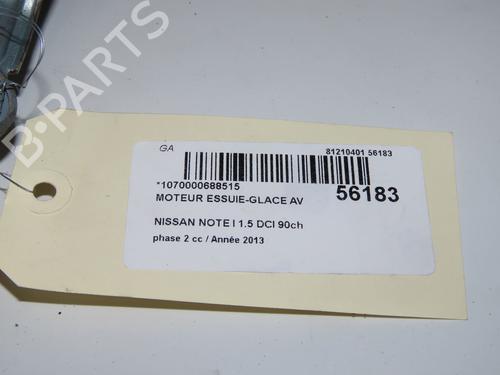 B-PARTS
GA
81210401 56183
*1070000688515
56183
MOTEUR ESSUIE-GLACE AV
NISSAN NOTE I 1.5 DCI 90ch
phase 2 cc / Année 2013